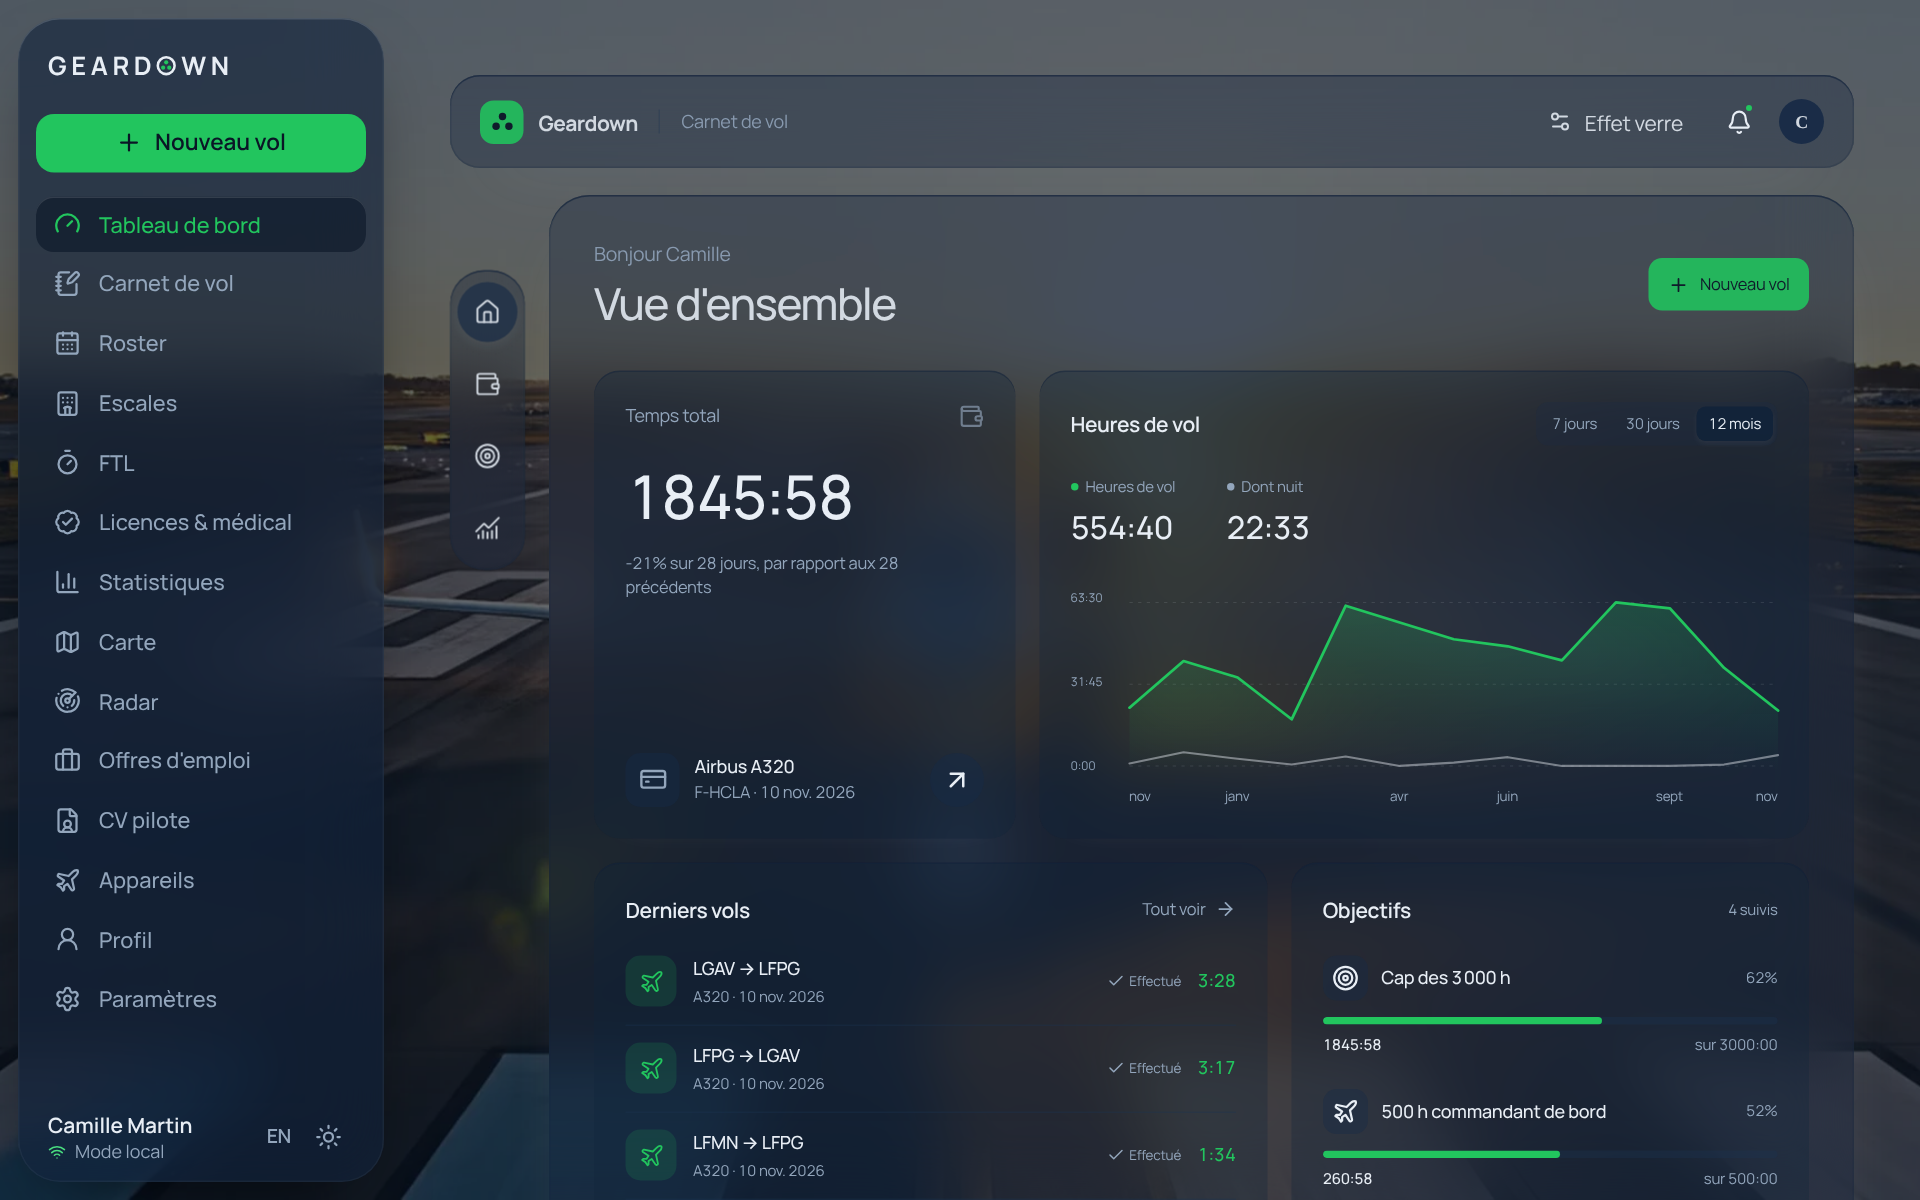 GEARDOWN
Nouveau vol
Tableau de bord
Carnet de vol
Roster
Escales
FTL
Licences & médical
Statistiques
Carte
Radar
Offres d'emploi
CV pilote
Appareils
Profil
Paramètres
Camille Martin
Mode local
EN
Geardown
Carnet de vol
Effet verre
C
Bonjour Camille
Vue d'ensemble
Nouveau vol
Temps total
1845:58
-21% sur 28 jours, par rapport aux 28
précédents
Airbus A320
F-HCLA · 10 nov. 2026
Heures de vol
7 jours
30 jours
12 mois
Heures de vol
554:40
Dont nuit
22:33
63:30
31:45
0:00
nov
janv
avr
juin
sept
nov
Derniers vols
Tout voir
LGAV → LFPG
A320 · 10 nov. 2026
Effectué
3:28
LFPG → LGAV
A320 · 10 nov. 2026
Effectué
3:17
LFMN → LFPG
A320 · 10 nov. 2026
Effectué
1:34
Objectifs
4 suivis
Cap des 3 000 h
62%
1845:58
sur 3000:00
500 h commandant de bord
52%
260:58
sur 500:00